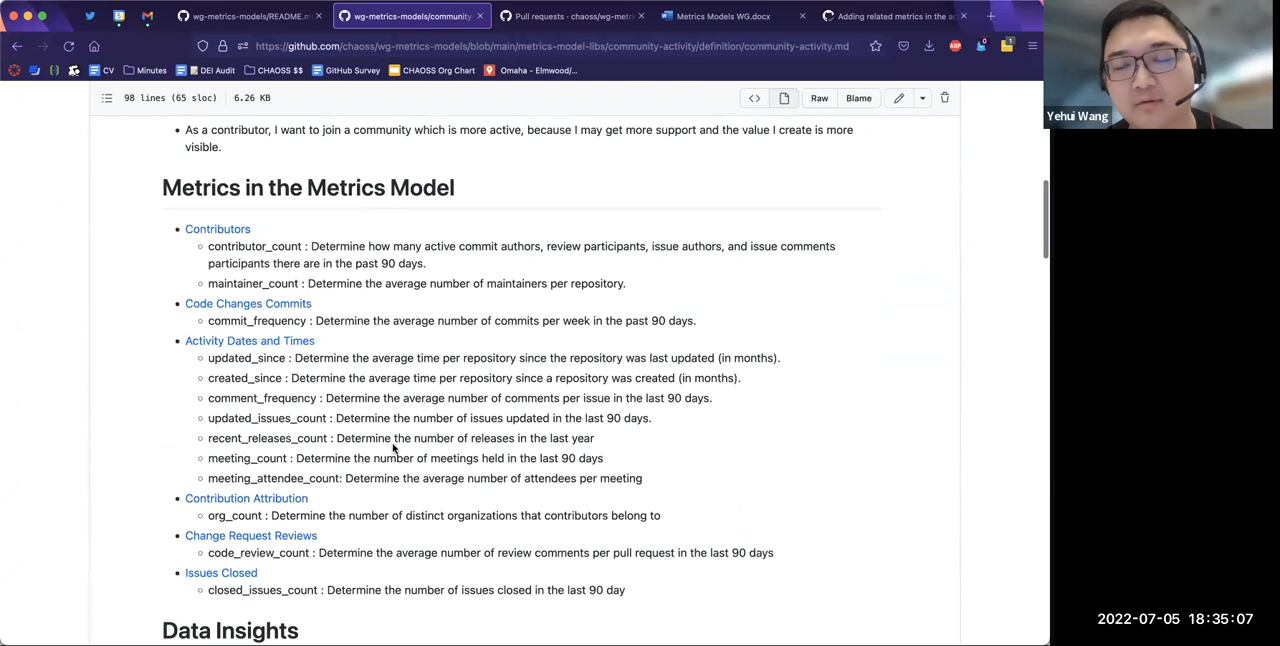 wg-metrics-models/README.m
wg-metrics-models/community-
Pull requests · chaoss/wg-metric
Metrics Models WG.docx
Adding related metrics in the a
https://github.com/chaoss/wg-metrics-models/blob/main/metrics-model-libs/community-activity/definition/community-activity.md
CV
Minutes
DEI Audit
CHAOSS $$
GitHub Survey
CHAOSS Org Chart
Omaha - Elmwood/...
98 lines (65 sloc)
6.26 KB
Raw
Blame
• As a contributor, I want to join a community which is more active, because I may get more support and the value I create is more
visible.
Metrics in the Metrics Model
• Contributors
○ contributor_count : Determine how many active commit authors, review participants, issue authors, and issue comments
participants there are in the past 90 days.
○ maintainer_count : Determine the average number of maintainers per repository.
• Code Changes Commits
○ commit_frequency : Determine the average number of commits per week in the past 90 days.
• Activity Dates and Times
○ updated_since : Determine the average time per repository since the repository was last updated (in months).
○ created_since : Determine the average time per repository since a repository was created (in months).
○ comment_frequency : Determine the average number of comments per issue in the last 90 days.
○ updated_issues_count : Determine the number of issues updated in the last 90 days.
○ recent_releases_count : Determine the number of releases in the last year
○ meeting_count : Determine the number of meetings held in the last 90 days
○ meeting_attendee_count: Determine the average number of attendees per meeting
• Contribution Attribution
○ org_count : Determine the number of distinct organizations that contributors belong to
• Change Request Reviews
○ code_review_count : Determine the average number of review comments per pull request in the last 90 days
• Issues Closed
○ closed_issues_count : Determine the number of issues closed in the last 90 day
Data Insights
Yehui Wang
2022-07-05 18:35:07